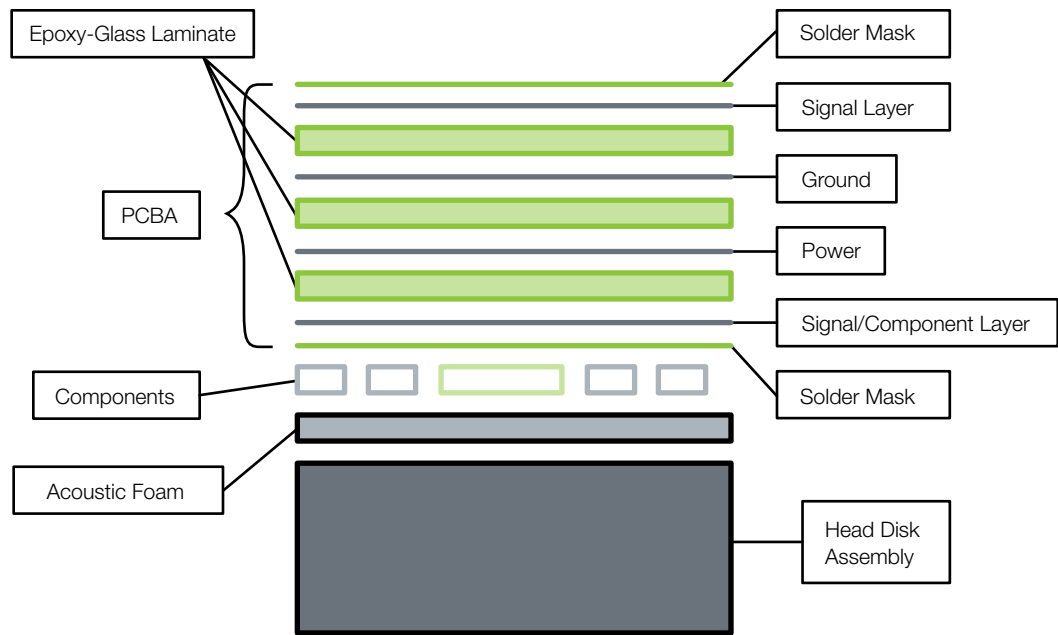 Epoxy-Glass Laminate
Solder Mask
Signal Layer
Ground
PCBA
Power
Signal/Component Layer
Components
Solder Mask
Acoustic Foam
Head Disk
Assembly